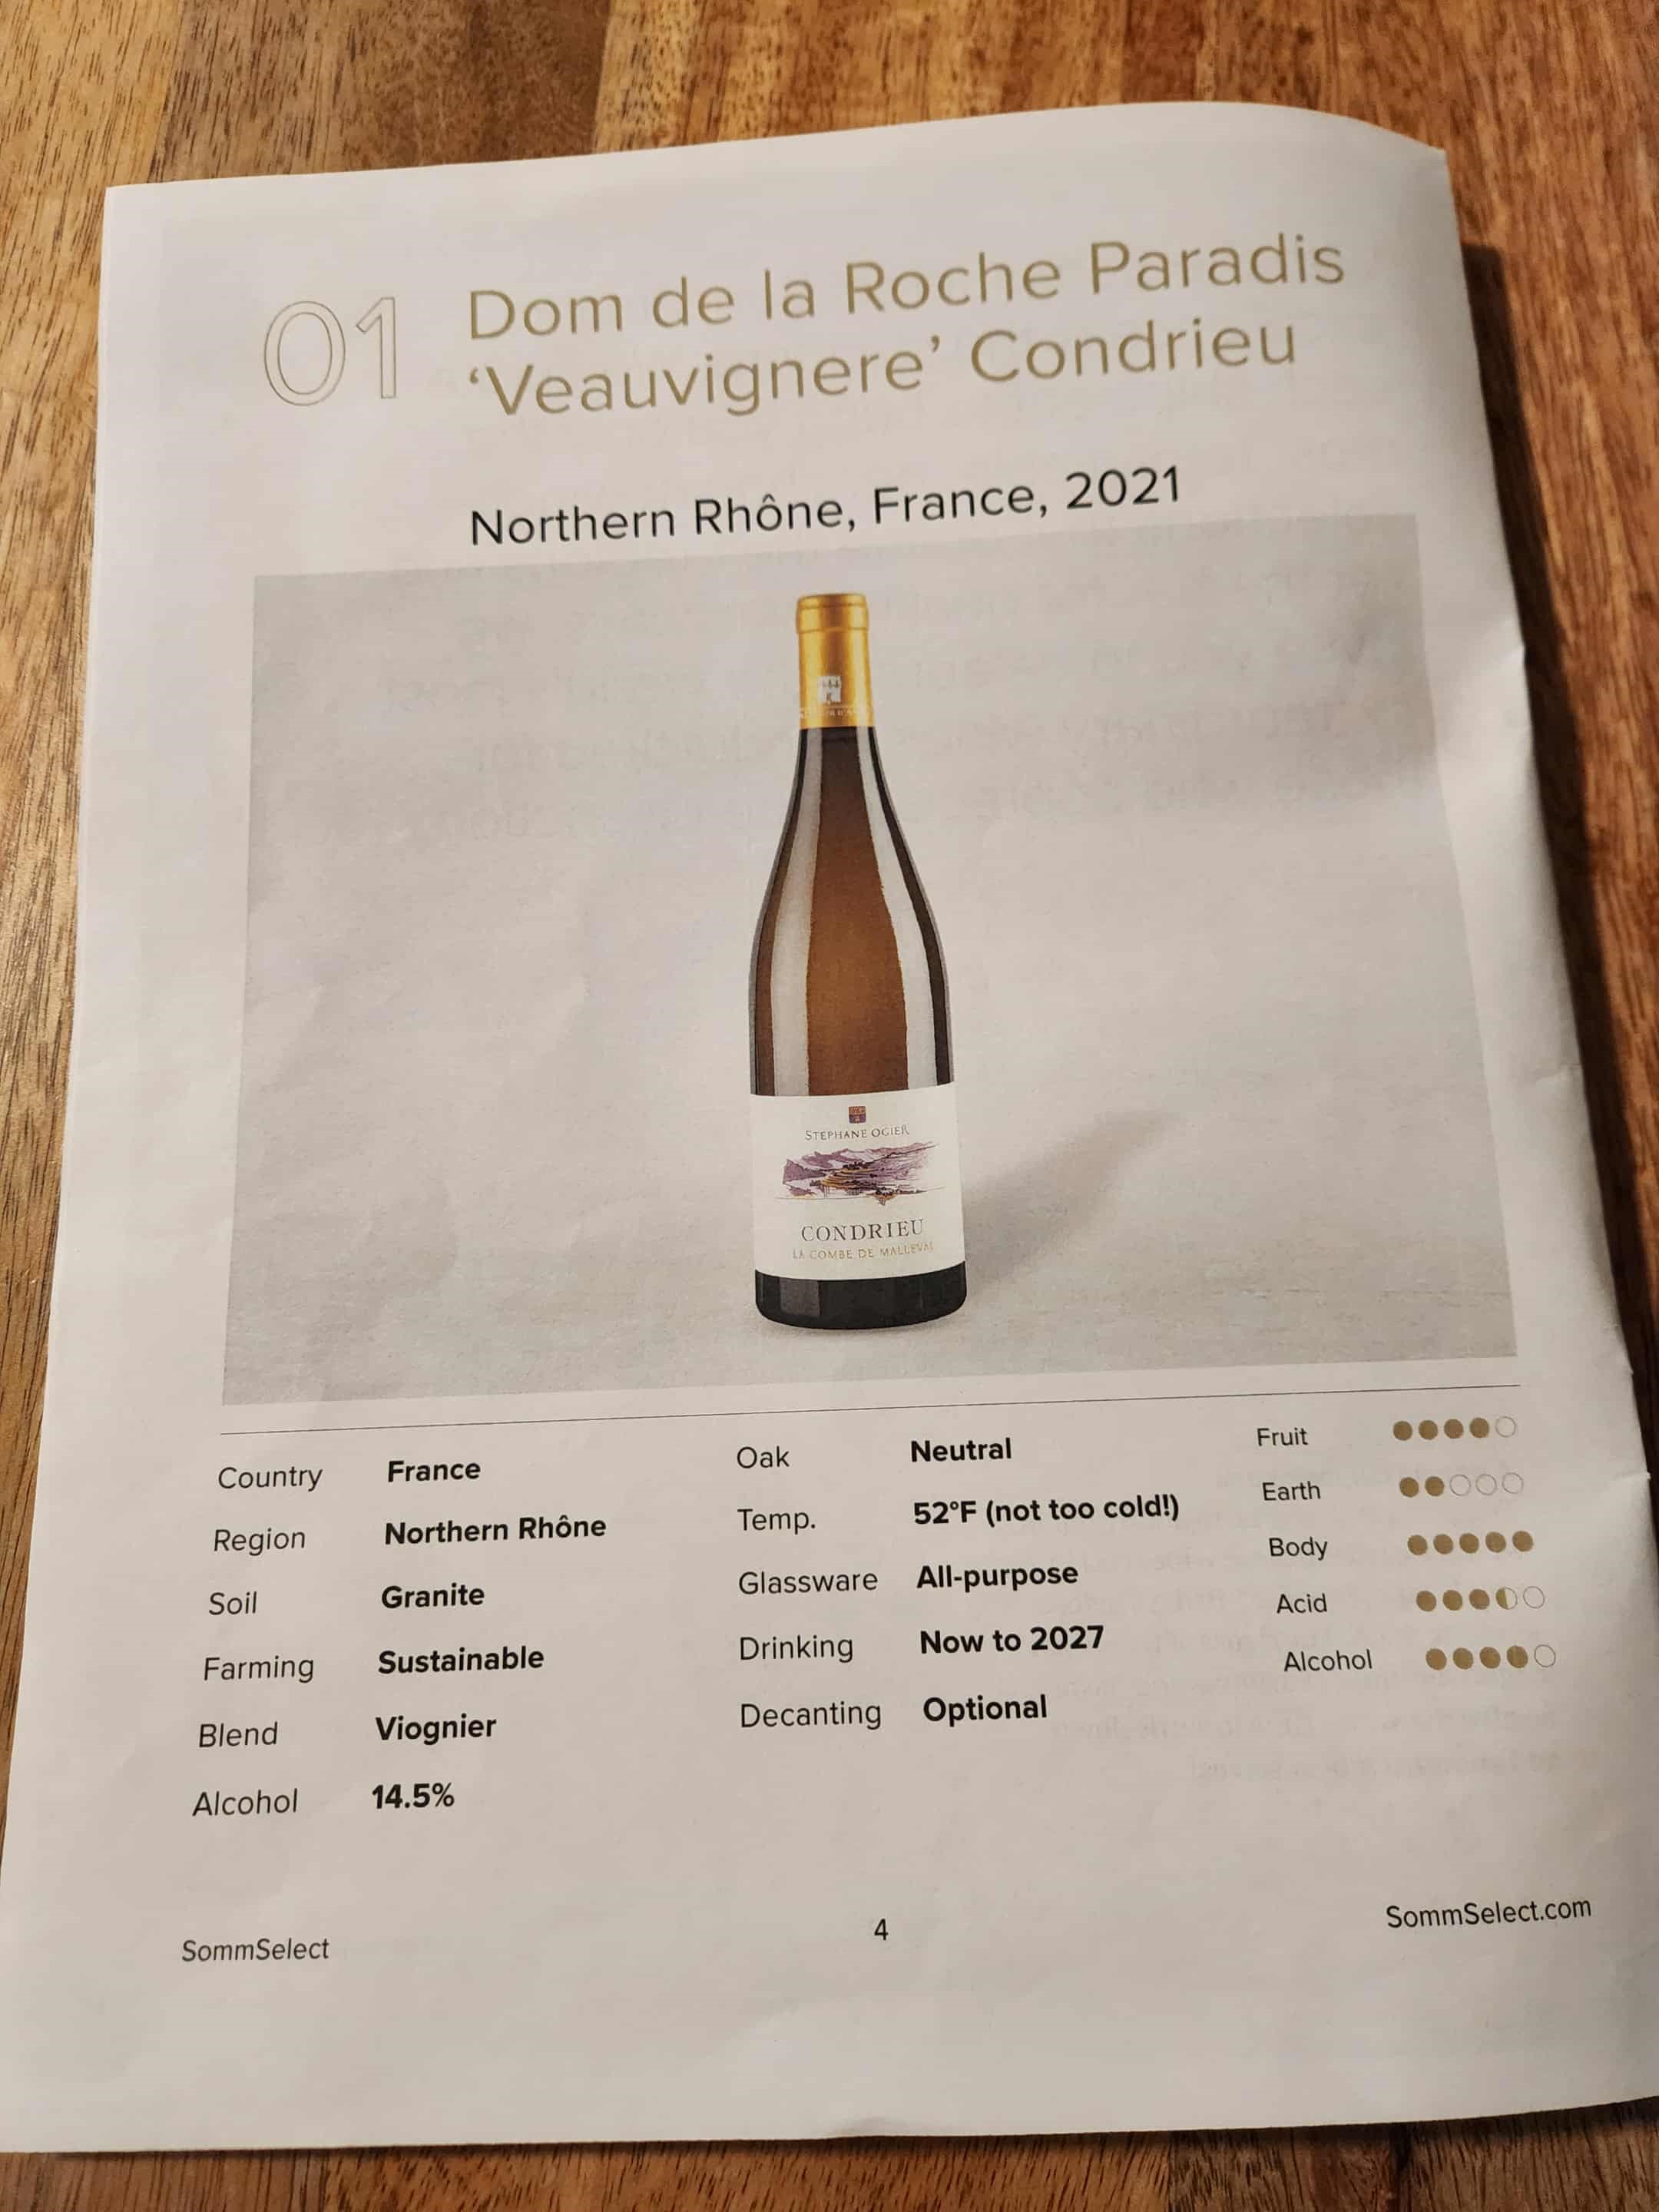 01
Dom de la Roche Paradis
‘Veauvignere’ Condrieu
Northern Rhône, France, 2021
STEPHANE OGIER
CONDRIEU
LA COMBE DE MALLEVAL
Country France
Region Northern Rhône
Soil Granite
Farming Sustainable
Blend Viognier
Alcohol 14.5%
Oak Neutral
Temp. 52°F (not too cold!)
Glassware All-purpose
Drinking Now to 2027
Decanting Optional
Fruit
Earth
Body
Acid
Alcohol
SommSelect
4
SommSelect.com